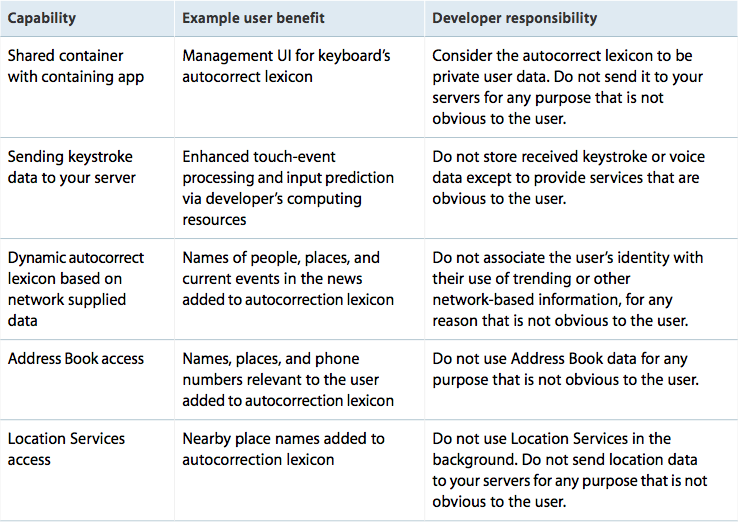 Capability
Example user benefit
Developer responsibility
Shared container
with containing app
Management UI for keyboard’s
autocorrect lexicon
Consider the autocorrect lexicon to be
private user data. Do not send it to your
servers for any purpose that is not
obvious to the user.
Sending keystroke
data to your server
Enhanced touch-event
processing and input prediction
via developer’s computing
resources
Do not store received keystroke or voice
data except to provide services that are
obvious to the user.
Dynamic autocorrect
lexicon based on
network supplied
data
Names of people, places, and
current events in the news
added to autocorrection lexicon
Do not associate the user’s identity with
their use of trending or other
network-based information, for any
reason that is not obvious to the user.
Address Book access
Names, places, and phone
numbers relevant to the user
added to autocorrection lexicon
Do not use Address Book data for any
purpose that is not obvious to the user.
Location Services
access
Nearby place names added to
autocorrection lexicon
Do not use Location Services in the
background. Do not send location data
to your servers for any purpose that is not
obvious to the user.